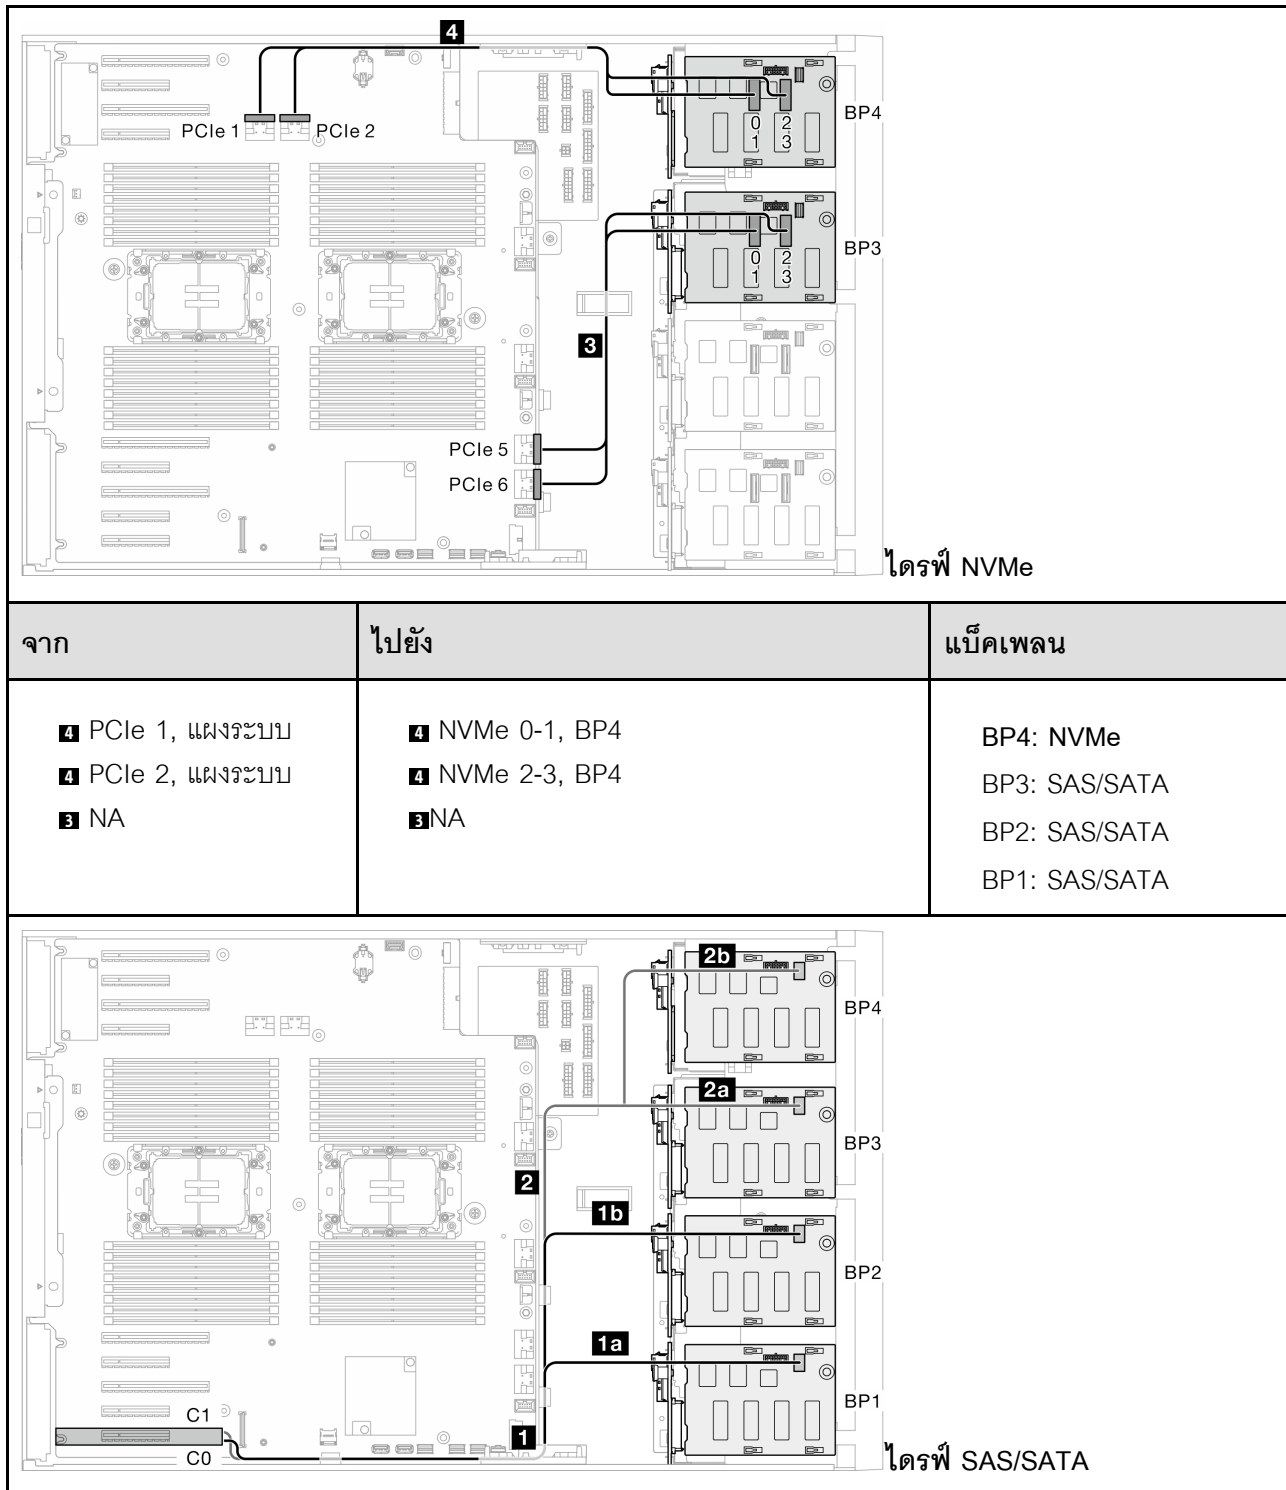 4
PCIe 1
PCIe 2
0
1
2
3
BP4
0
1
2
3
BP3
3
PCIe 5
PCIe 6
ไดรฟ์ NVMe
จาก
ไปยัง
แบ็คเพลน
4 PCIe 1, แผงระบบ
4 PCIe 2, แผงระบบ
3 NA
4 NVMe 0-1, BP4
4 NVMe 2-3, BP4
3 NA
BP4: NVMe
BP3: SAS/SATA
BP2: SAS/SATA
BP1: SAS/SATA
2b
BP4
2a
BP3
2
1b
BP2
1a
BP1
C1
C0
1
ไดรฟ์ SAS/SATA